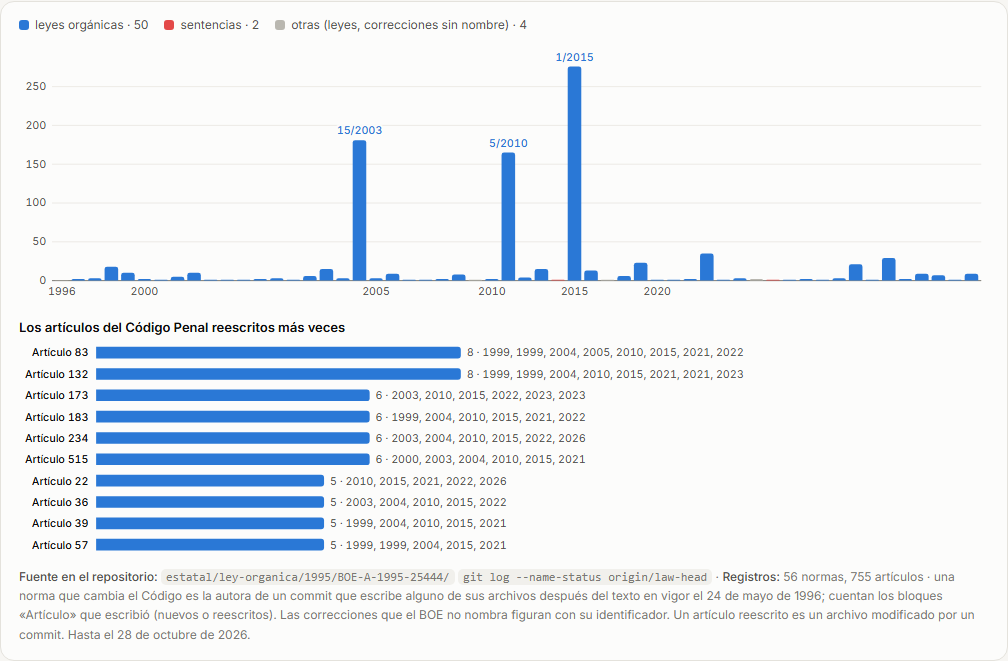 leyes orgánicas · 50 sentencias · 2 otras (leyes, correcciones sin nombre) · 4
1/2015
250
200
15/2003
5/2010
150
100
50
0
1996 2000 2005 2010 2015 2020
Los artículos del Código Penal reescritos más veces
Artículo 83 8 · 1999, 1999, 2004, 2005, 2010, 2015, 2021, 2022
Artículo 132 8 · 1999, 1999, 2004, 2010, 2015, 2021, 2021, 2023
Artículo 173 6 · 2003, 2010, 2015, 2022, 2023, 2023
Artículo 183 6 · 1999, 2004, 2010, 2015, 2021, 2022
Artículo 234 6 · 2003, 2004, 2010, 2015, 2022, 2026
Artículo 515 6 · 2000, 2003, 2004, 2010, 2015, 2021
Artículo 22 5 · 2010, 2015, 2021, 2022, 2026
Artículo 36 5 · 2003, 2004, 2010, 2015, 2022
Artículo 39 5 · 1999, 2004, 2010, 2015, 2021
Artículo 57 5 · 1999, 1999, 2004, 2015, 2021
Fuente en el repositorio: estatal/ley-organica/1995/BOE-A-1995-25444/ git log --name-status origin/law-head · Registros: 56 normas, 755 artículos · una
norma que cambia el Código es la autora de un commit que escribe alguno de sus archivos después del texto en vigor el 24 de mayo de 1996; cuentan los bloques
«Artículo» que escribió (nuevos o reescritos). Las correcciones que el BOE no nombra figuran con su identificador. Un artículo reescrito es un archivo modificado por un
commit. Hasta el 28 de octubre de 2026.